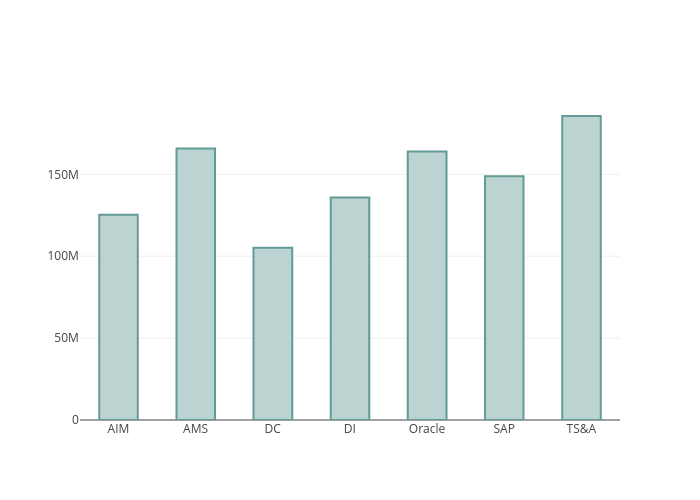 150M
100M
50M
0
AIM AMS DC DI Oracle SAP TS&A